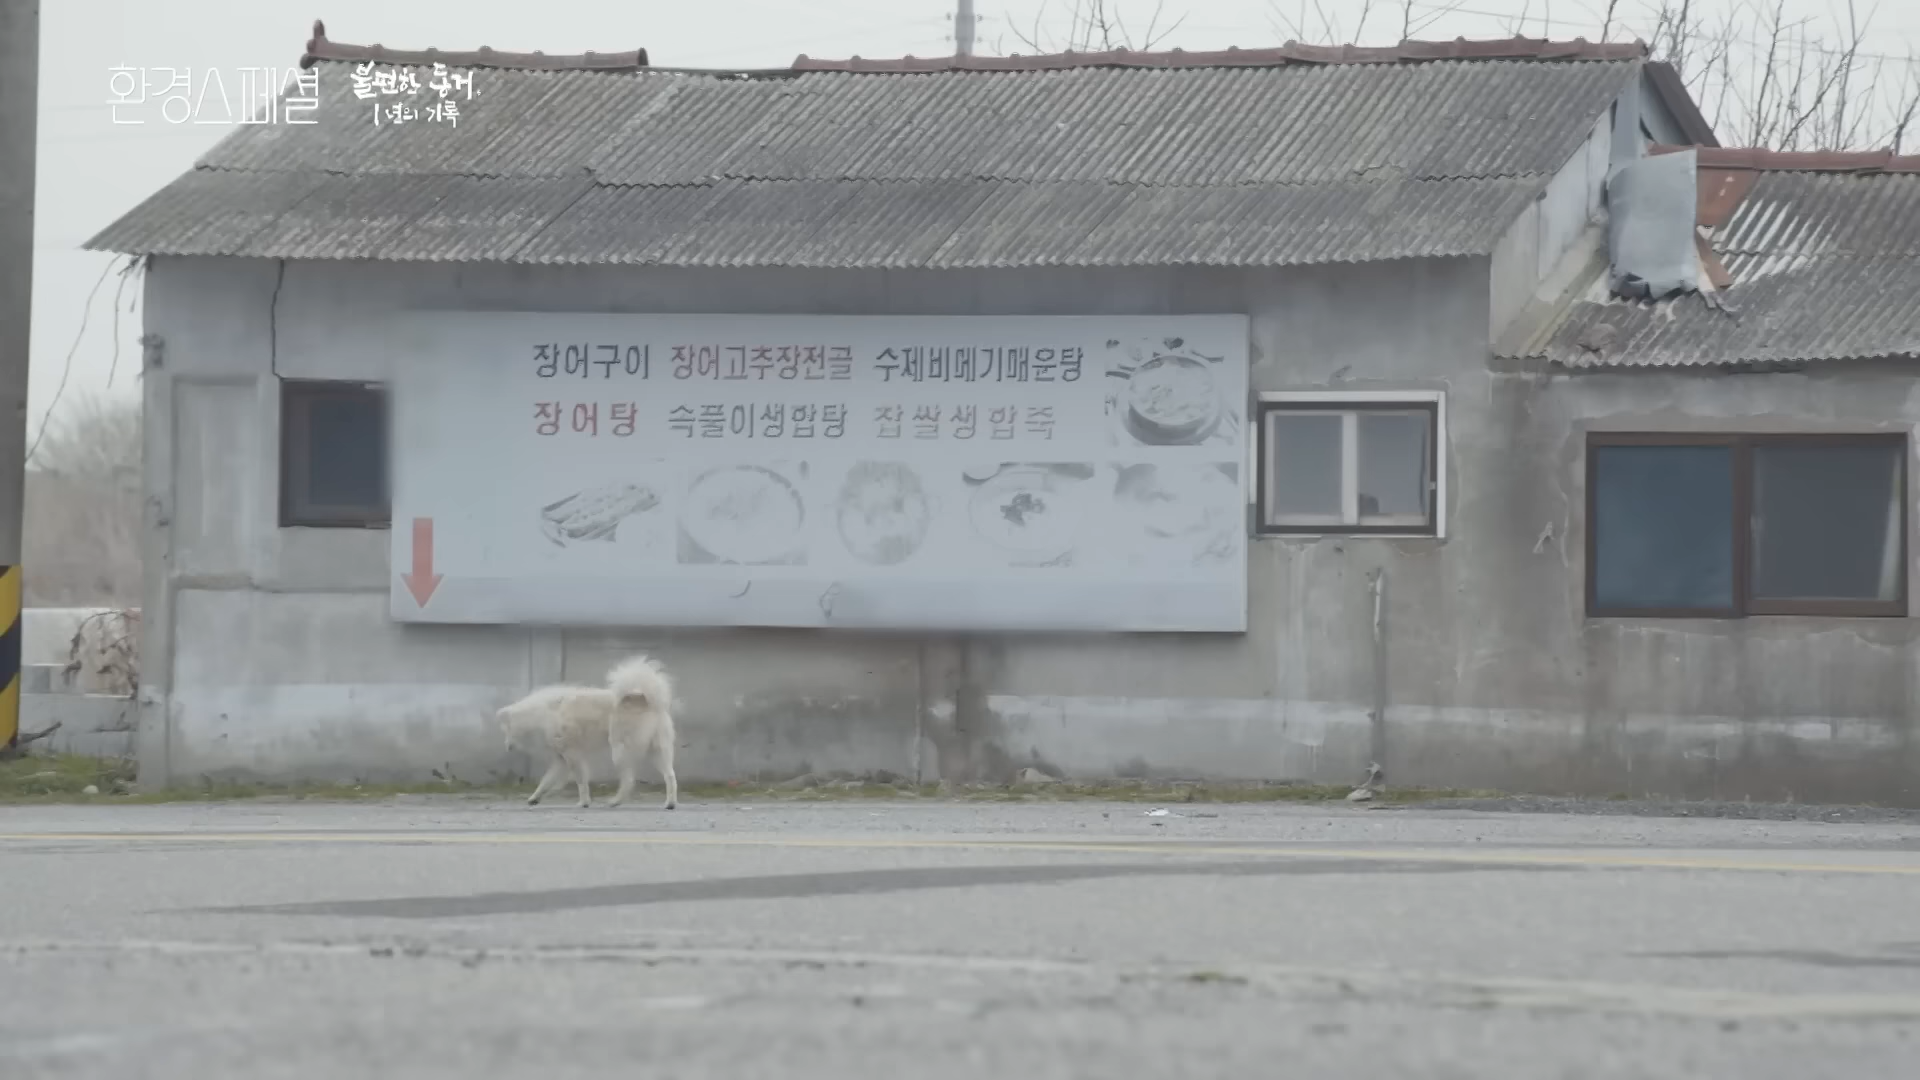 환경스페셜
불편한 동거,
1년의 기록
장어구이 장어고추장전골 수제비메기매운탕
장어탕 속풀이생합탕 찹쌀생합죽